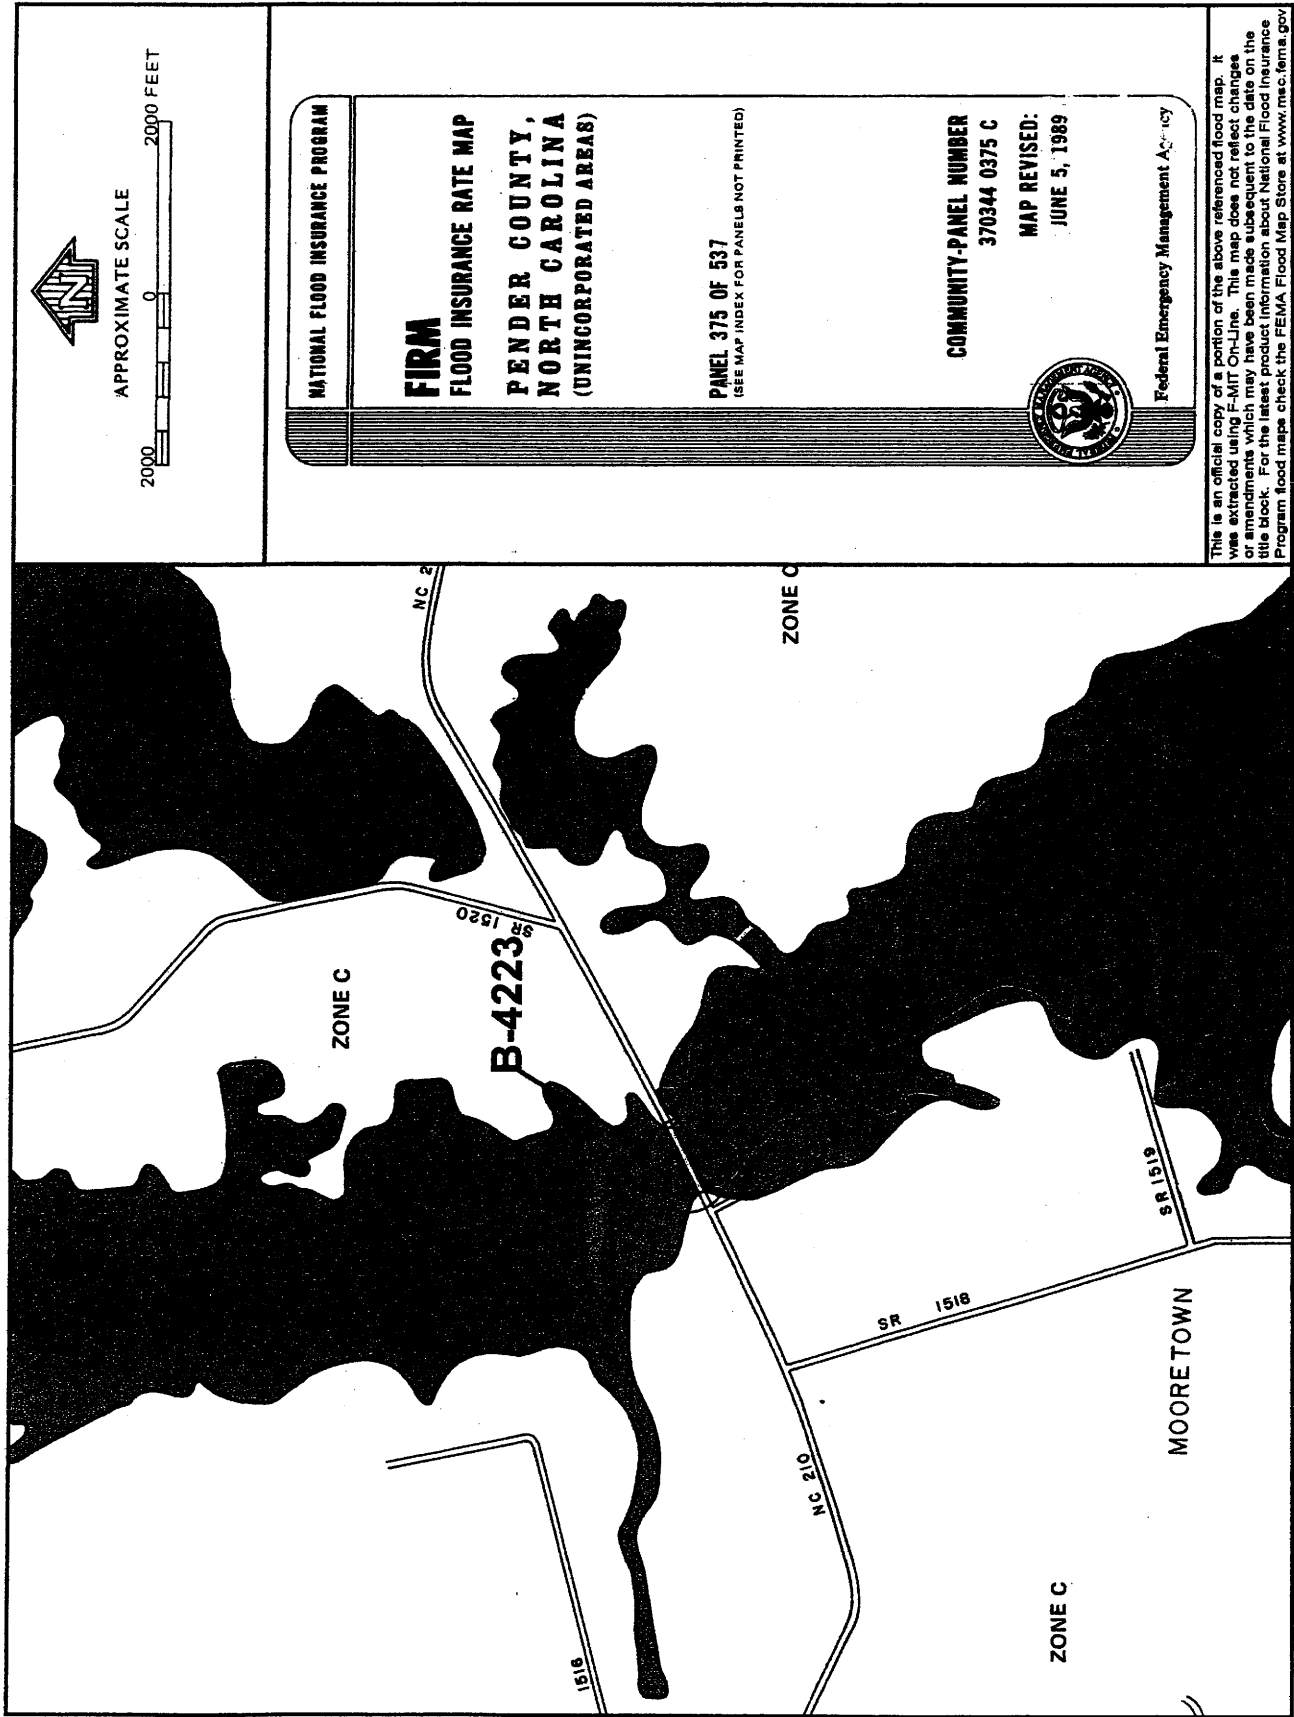 APPROXIMATE SCALE
2000 0 2000 FEET
N
NATIONAL FLOOD INSURANCE PROGRAM
FIRM
FLOOD INSURANCE RATE MAP
PENDER COUNTY,
NORTH CAROLINA
(UNINCORPORATED AREAS)
PANEL 375 OF 537
(SEE MAP INDEX FOR PANELS NOT PRINTED)
COMMUNITY-PANEL NUMBER
370344 0375 C
MAP REVISED:
JUNE 5, 1989
FEDERAL EMERGENCY MANAGEMENT AGENCY
Federal Emergency Management Agency
This is an official copy of a portion of the above referenced flood map. It
was extracted using F-MIT On-Line. This map does not reflect changes
or amendments which may have been made subsequent to the date on the
title block. For the latest product information about National Flood Insurance
Program flood maps check the FEMA Flood Map Store at www.msc.fema.gov
NC 2
ZONE C
SR 1520
B-4223
ZONE C
SR 1519
SR 1518
MOORETOWN
NC 210
1516
ZONE C